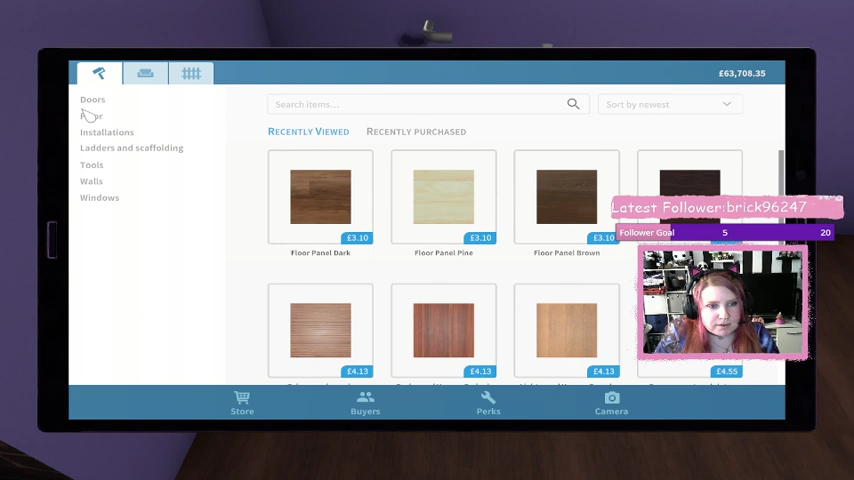 £63,708.35
Doors
Floor
Installations
Ladders and scaffolding
Tools
Walls
Windows
Search items...
Sort by newest
RECENTLY VIEWED
RECENTLY PURCHASED
£3.10
£3.10
£3.10
Floor Panel Dark
Floor Panel Pine
Floor Panel Brown
Latest Follower:brick96247
Follower Goal 5 20
£4.13
£4.13
£4.13
£4.55
Store
Buyers
Perks
Camera